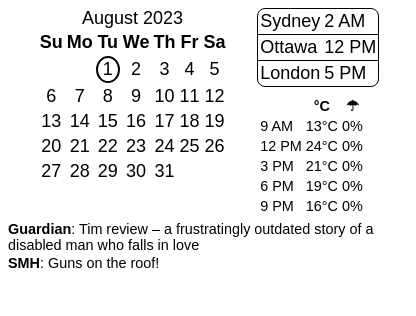 August 2023
Su Mo Tu We Th Fr Sa
1 2 3 4 5
6 7 8 9 10 11 12
13 14 15 16 17 18 19
20 21 22 23 24 25 26
27 28 29 30 31
Sydney 2 AM
Ottawa 12 PM
London 5 PM
°C ☂
9 AM 13°C 0%
12 PM 24°C 0%
3 PM 21°C 0%
6 PM 19°C 0%
9 PM 16°C 0%
Guardian: Tim review – a frustratingly outdated story of a
disabled man who falls in love
SMH: Guns on the roof!